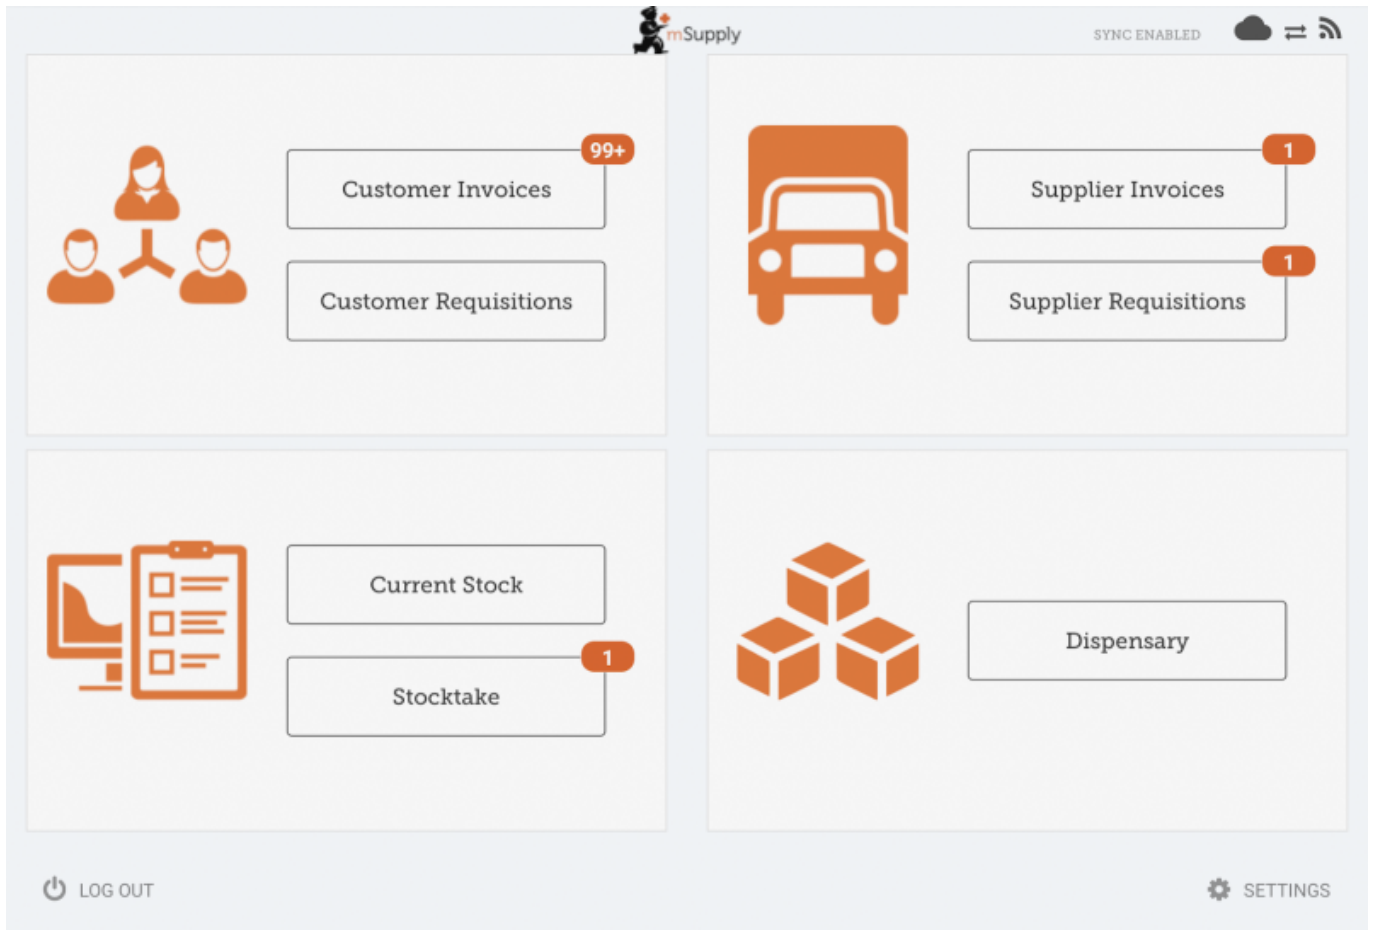 mSupply
SYNC ENABLED
99+
Customer Invoices
Customer Requisitions
1
Supplier Invoices
1
Supplier Requisitions
Current Stock
1
Stocktake
Dispensary
LOG OUT
SETTINGS